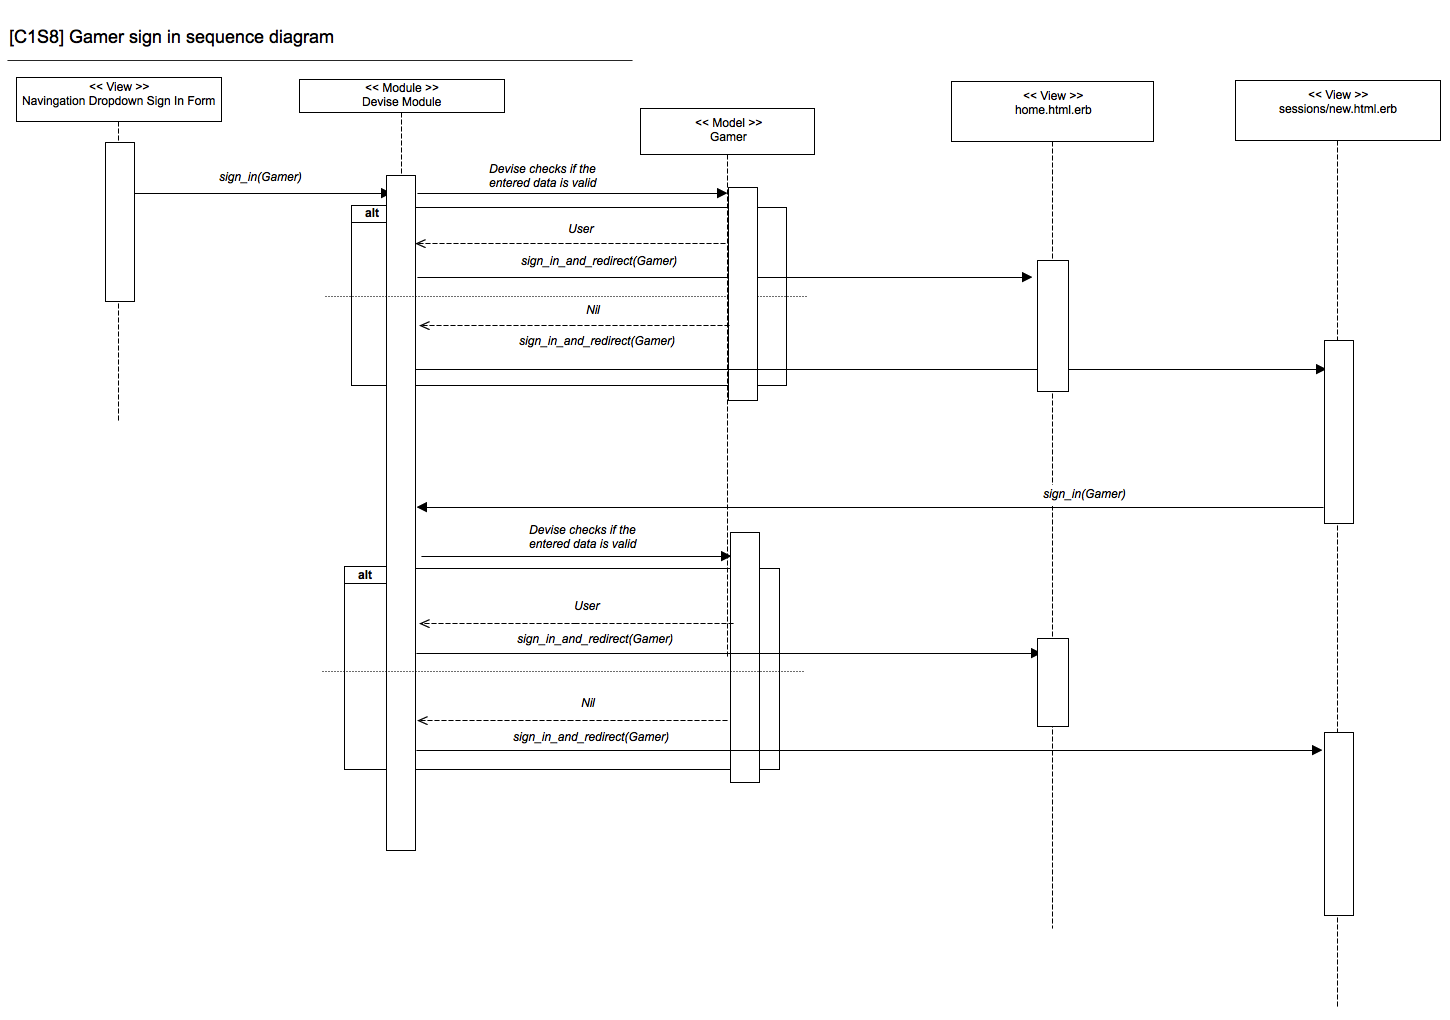 [C1S8] Gamer sign in sequence diagram
<< View >>
Navingation Dropdown Sign In Form
<< Module >>
Devise Module
<< Model >>
Gamer
<< View >>
home.html.erb
<< View >>
sessions/new.html.erb
sign_in(Gamer)
Devise checks if the
entered data is valid
alt
User
sign_in_and_redirect(Gamer)
Nil
sign_in_and_redirect(Gamer)
sign_in(Gamer)
Devise checks if the
entered data is valid
alt
User
sign_in_and_redirect(Gamer)
Nil
sign_in_and_redirect(Gamer)